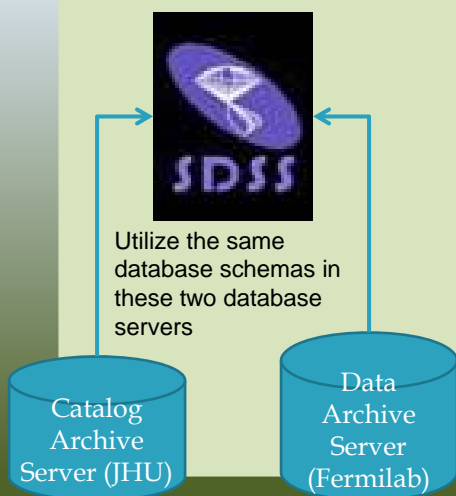 SDSS
Utilize the same
database schemas in
these two database
servers
Catalog
Archive
Server (JHU)
Data
Archive
Server
(Fermilab)